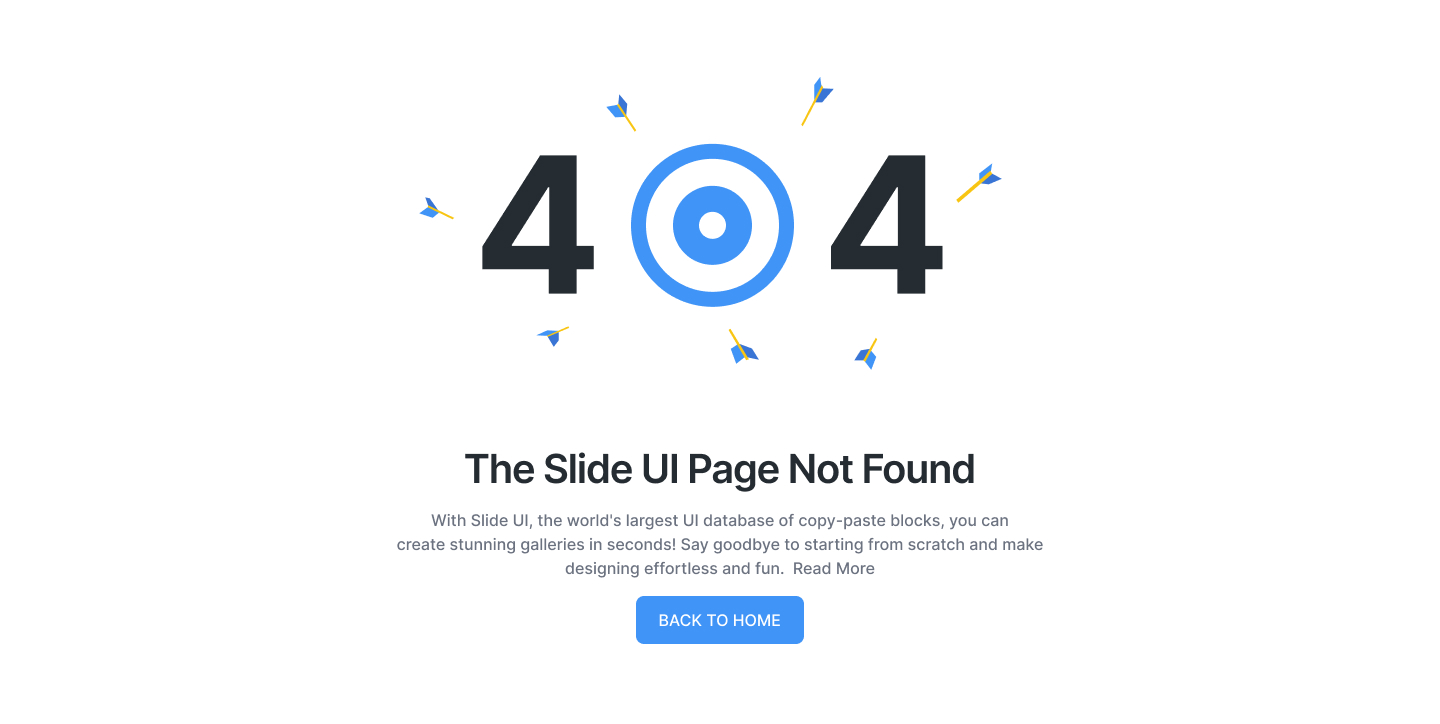 404
The Slide UI Page Not Found
With Slide UI, the world's largest UI database of copy-paste blocks, you can
create stunning galleries in seconds! Say goodbye to starting from scratch and make
designing effortless and fun.  Read More
BACK TO HOME